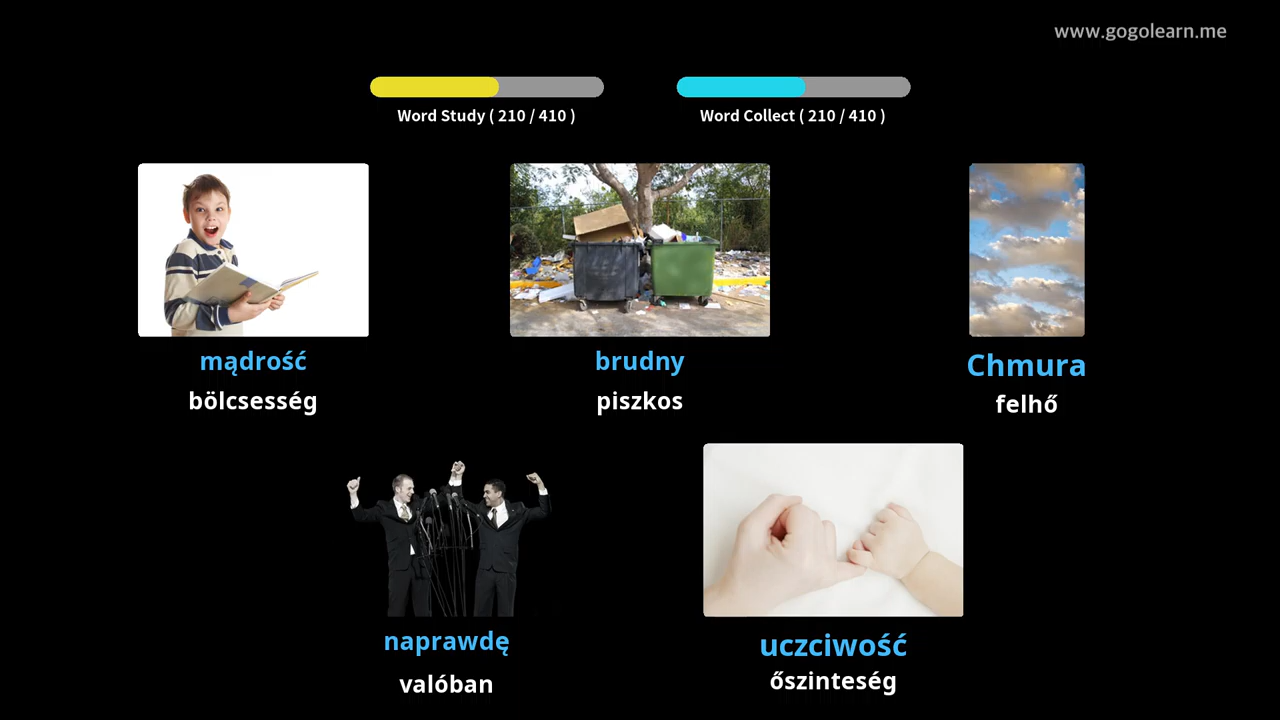 www.gogolearn.me
Word Study ( 210 / 410 )
Word Collect ( 210 / 410 )
mądrość
bölcsesség
brudny
piszkos
Chmura
felhő
naprawdę
valóban
uczciwość
őszinteség